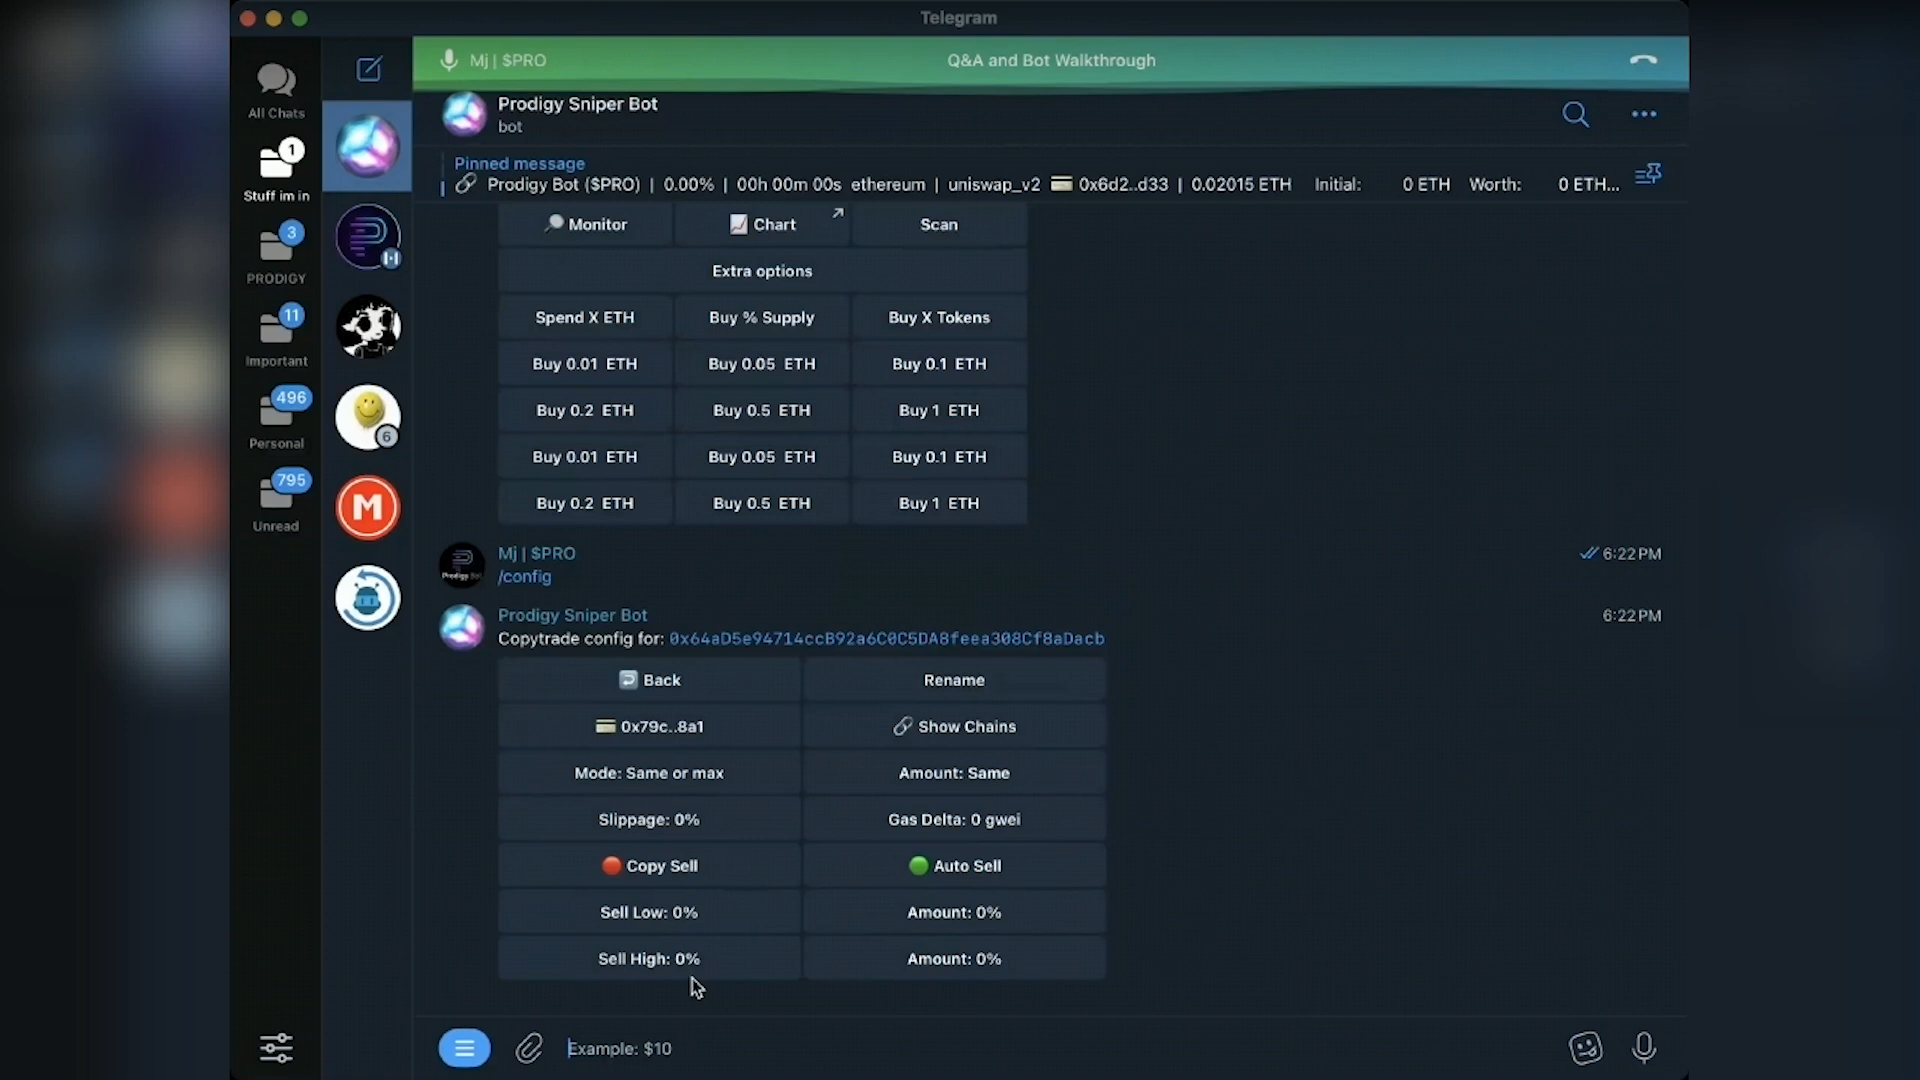 Telegram
Mj | $PRO
Q&A and Bot Walkthrough
All Chats
1
Stuff im in
3
PRODIGY
11
Important
496
Personal
795
Unread
6
M
Prodigy Sniper Bot
bot
Pinned message
Prodigy Bot ($PRO) | 0.00% | 00h 00m 00s ethereum | uniswap_v2 0x6d2..d33 | 0.02015 ETH Initial: 0 ETH Worth: 0 ETH...
Monitor Chart Scan
Extra options
Spend X ETH Buy % Supply Buy X Tokens
Buy 0.01 ETH Buy 0.05 ETH Buy 0.1 ETH
Buy 0.2 ETH Buy 0.5 ETH Buy 1 ETH
Buy 0.01 ETH Buy 0.05 ETH Buy 0.1 ETH
Buy 0.2 ETH Buy 0.5 ETH Buy 1 ETH
Prodigy Bot
Mj | $PRO 6:22 PM
/config
Prodigy Sniper Bot 6:22 PM
Copytrade config for: 0x64aD5e94714ccB92a6C0C5DA8feea308Cf8aDacb
Back Rename
0x79c..8a1 Show Chains
Mode: Same or max Amount: Same
Slippage: 0% Gas Delta: 0 gwei
Copy Sell Auto Sell
Sell Low: 0% Amount: 0%
Sell High: 0% Amount: 0%
Example: $10